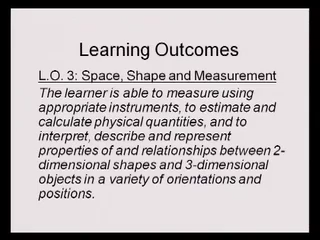 Learning Outcomes
L.O. 3: Space, Shape and Measurement
The learner is able to measure using
appropriate instruments, to estimate and
calculate physical quantities, and to
interpret, describe and represent
properties of and relationships between 2-
dimensional shapes and 3-dimensional
objects in a variety of orientations and
positions.